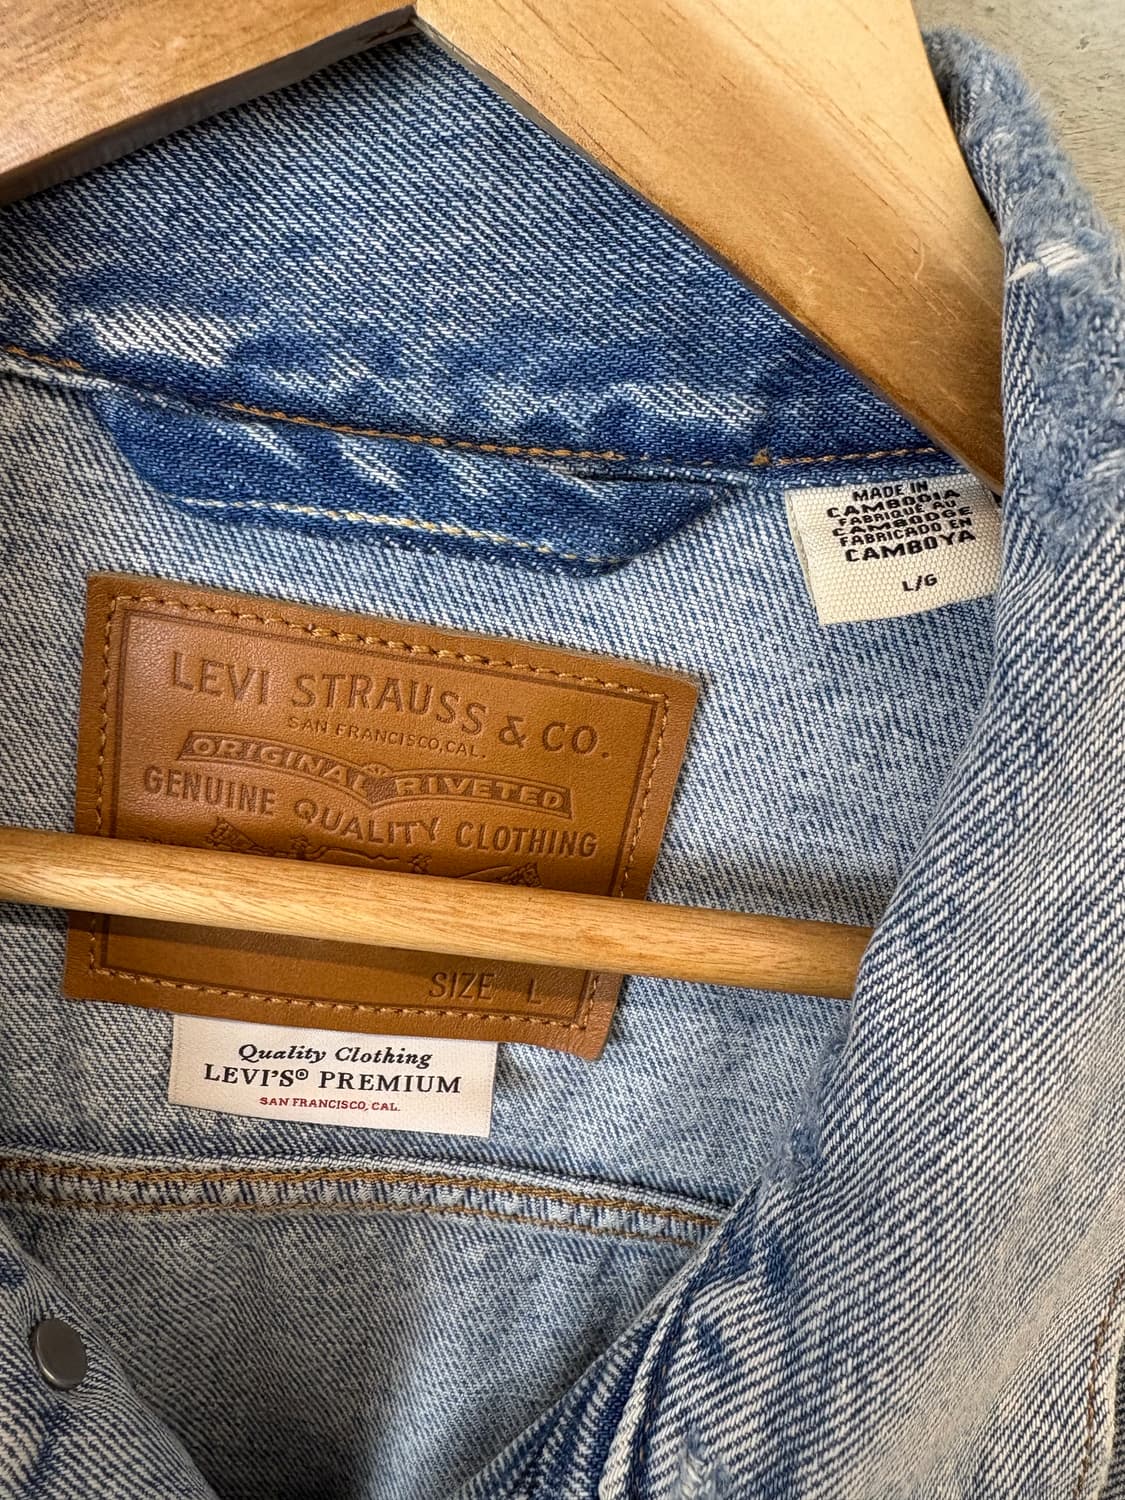 MADE IN
CAMBODIA
FABRIQUE AU
CAMBODGE
FABRICADO EN
CAMBOYA
L/G
LEVI STRAUSS & CO.
SAN FRANCISCO, CAL.
ORIGINAL RIVETED
GENUINE QUALITY CLOTHING
SIZE L
Quality Clothing
LEVI'S® PREMIUM
SAN FRANCISCO, CAL.